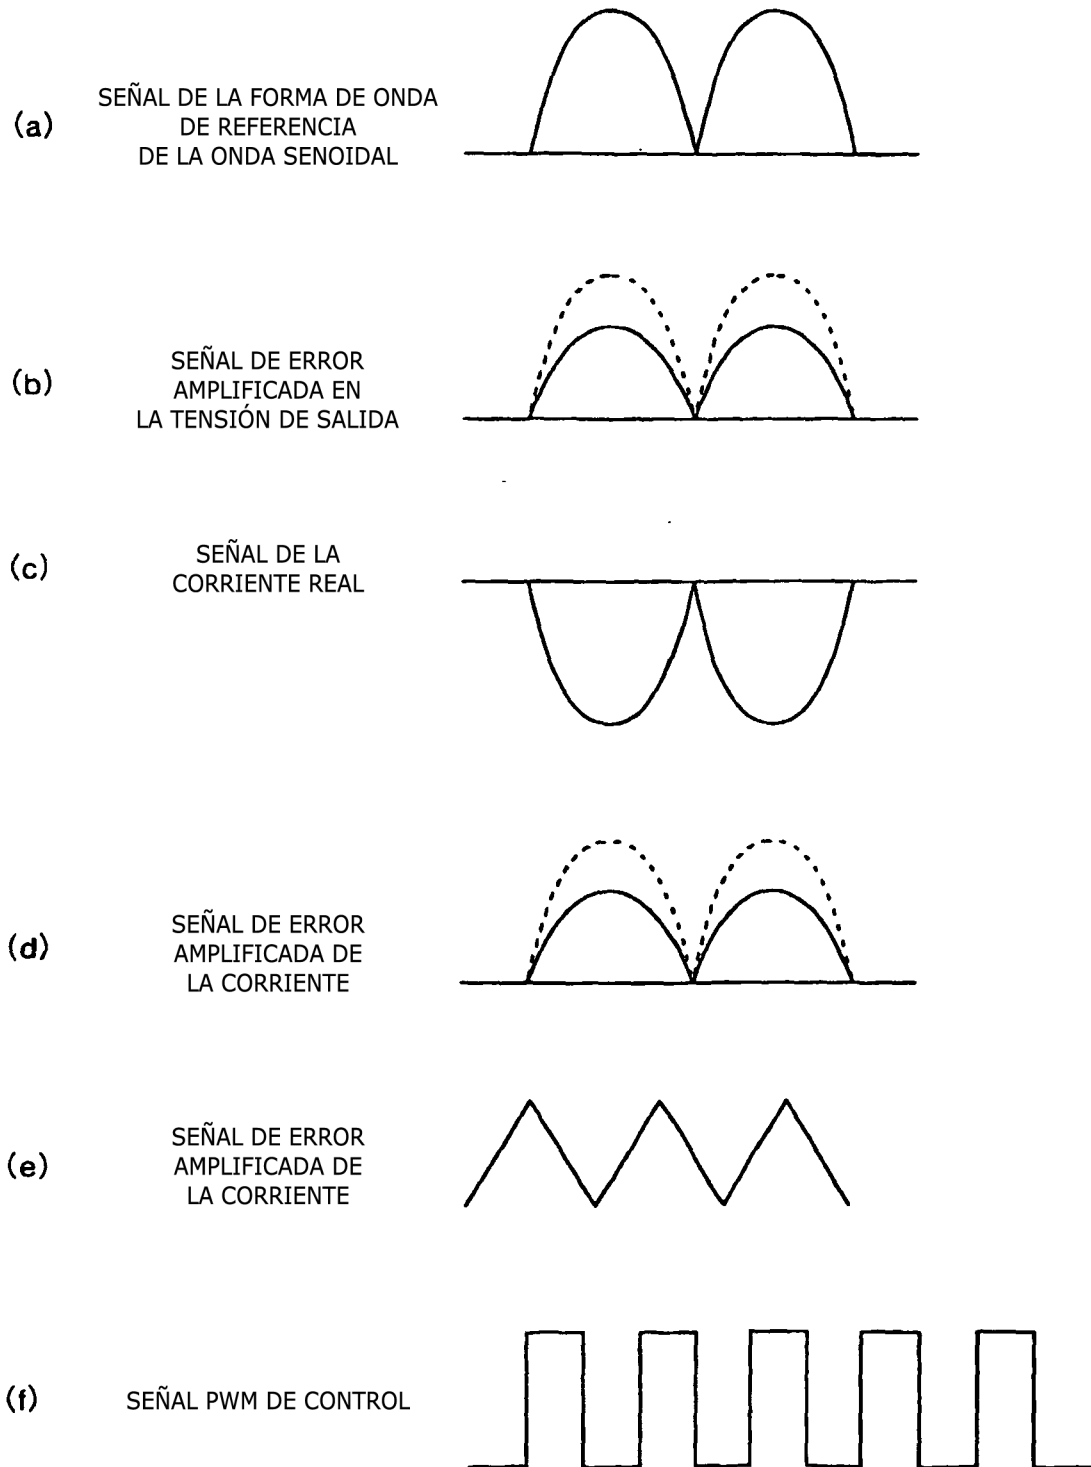 (a)
SEÑAL DE LA FORMA DE ONDA
DE REFERENCIA
DE LA ONDA SENOIDAL
(b)
SEÑAL DE ERROR
AMPLIFICADA EN
LA TENSIÓN DE SALIDA
(c)
SEÑAL DE LA
CORRIENTE REAL
(d)
SEÑAL DE ERROR
AMPLIFICADA DE
LA CORRIENTE
(e)
SEÑAL DE ERROR
AMPLIFICADA DE
LA CORRIENTE
(f)
SEÑAL PWM DE CONTROL